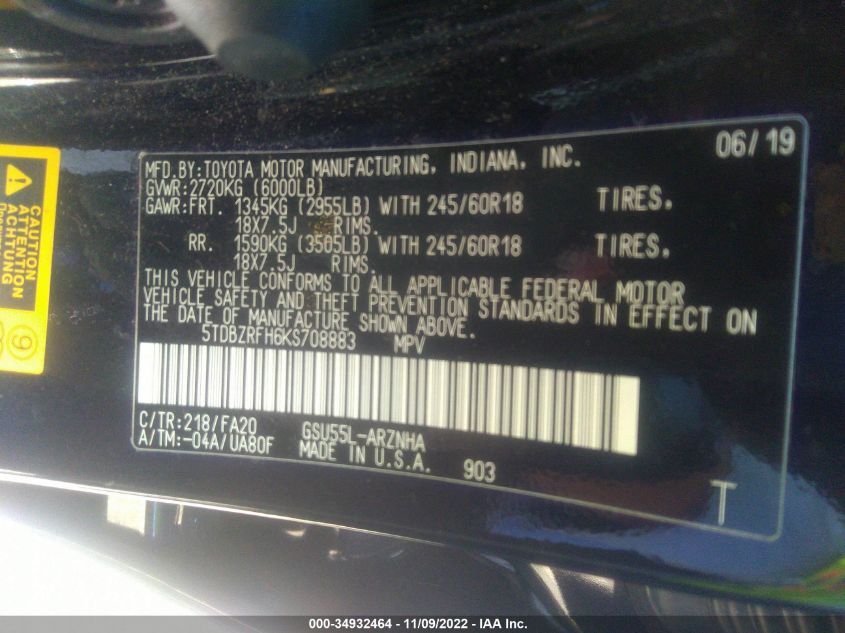 06/19
MFD.BY:TOYOTA MOTOR MANUFACTURING, INDIANA, INC.
GVWR:2720KG (6000LB)
GAWR:FRT. 1345KG (2955LB) WITH 245/60R18 TIRES.
18X7.5J RIMS.
RR. 1590KG (3505LB) WITH 245/60R18 TIRES.
18X7.5J RIMS.
THIS VEHICLE CONFORMS TO ALL APPLICABLE FEDERAL MOTOR
VEHICLE SAFETY AND THEFT PREVENTION STANDARDS IN EFFECT ON
THE DATE OF MANUFACTURE SHOWN ABOVE.
5TDBZRFH6KS708883 MPV
C/TR:218/FA20 GSU55L-ARZNHA
A/TM:-04A/UA80F MADE IN U.S.A. 903
T
CAUTION
ATTENTION
ACHTUNG
9
000-34932464 - 11/09/2022 - IAA Inc.